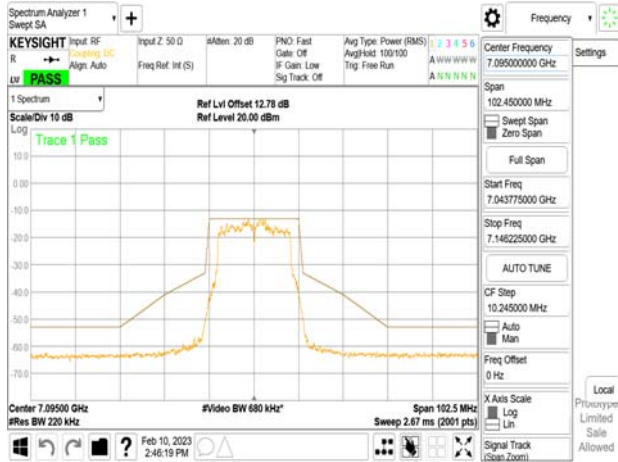 Spectrum Analyzer 1
Swept SA
+
Frequency
KEYSIGHT
R
LVI PASS
Input: RF
Coupling: DC
Align: Auto
Input Z: 50 Ω
Freq Ref: Int (S)
#Atten: 20 dB
PNO: Fast
Gate: Off
IF Gain: Low
Sig Track: Off
Avg Type: Power (RMS)
Avg|Hold: 100/100
Trig: Free Run
1 2 3 4 5 6
A W W W W W
A N N N N N
1 Spectrum
Scale/Div 10 dB
Ref Lvl Offset 12.78 dB
Ref Level 20.00 dBm
Log
Trace 1 Pass
10.0
0.00
-10.0
-20.0
-30.0
-40.0
-50.0
-60.0
-70.0
Center 7.09500 GHz
#Res BW 220 kHz
#Video BW 680 kHz*
Span 102.5 MHz
Sweep 2.67 ms (2001 pts)
Feb 10, 2023
2:46:19 PM
Center Frequency
7.095000000 GHz
Span
102.450000 MHz
Swept Span
Zero Span
Full Span
Start Freq
7.043775000 GHz
Stop Freq
7.146225000 GHz
AUTO TUNE
CF Step
10.245000 MHz
Auto
Man
Freq Offset
0 Hz
X Axis Scale
Log
Lin
Signal Track
(Span Zoom)
Settings
Local
Prototype
Limited
Sale
Allowed